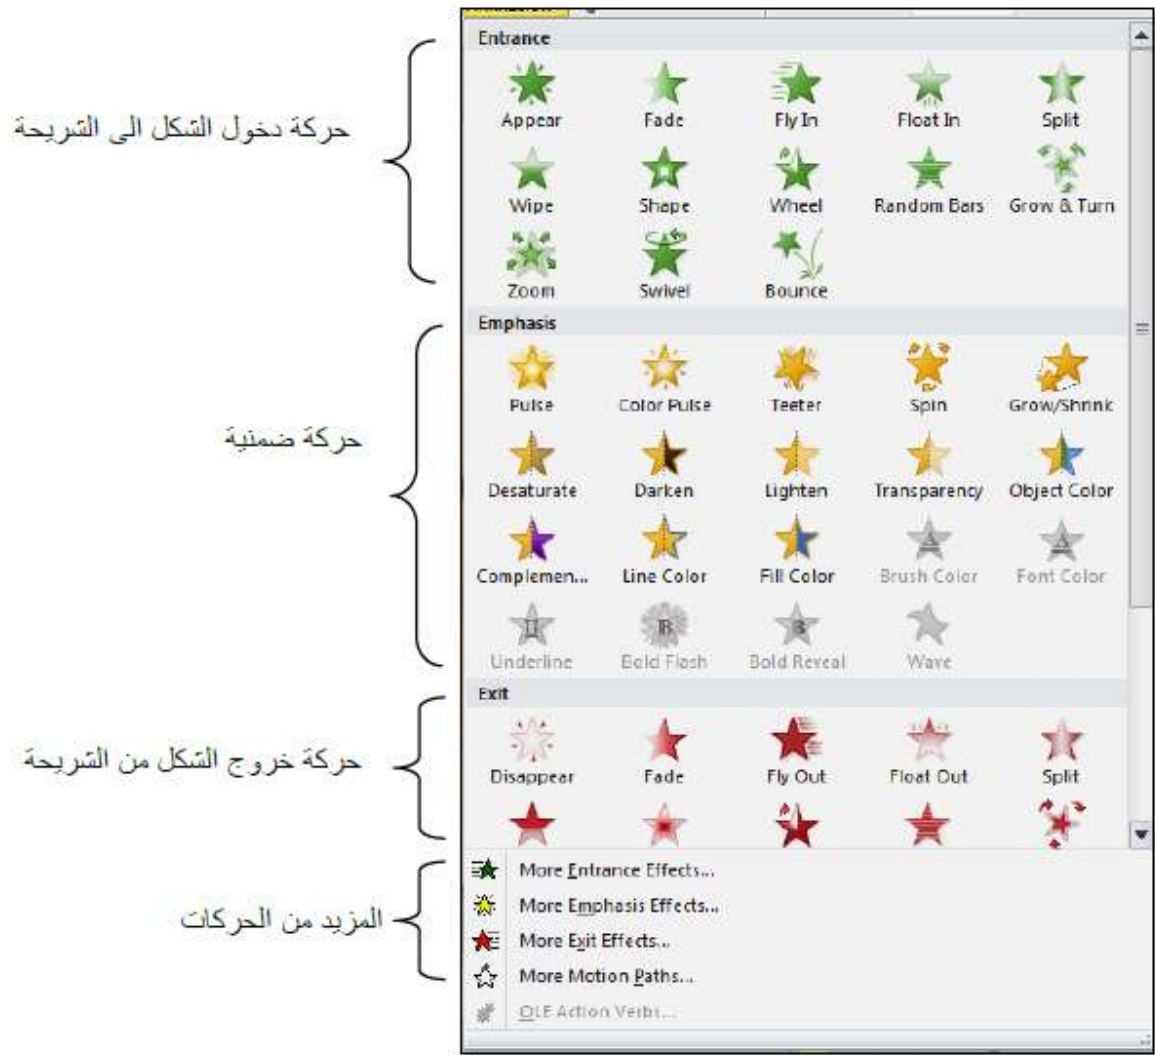 Entrance
Appear Fade Fly In Float In Split
حركة دخول الشكل الى الشريحة
Wipe Shape Wheel Random Bars Grow & Turn
Zoom Swivel Bounce
Emphasis
Pulse Color Pulse Teeter Spin Grow/Shrink
حركة ضمنية
Desaturate Darken Lighten Transparency Object Color
Complemen... Line Color Fill Color Brush Color Font Color
Underline Bold Flash Bold Reveal Wave
Exit
حركة خروج الشكل من الشريحة
Disappear Fade Fly Out Float Out Split
More Entrance Effects...
More Emphasis Effects...
المزيد من الحركات
More Exit Effects...
More Motion Paths...
OLE Action Verbs...